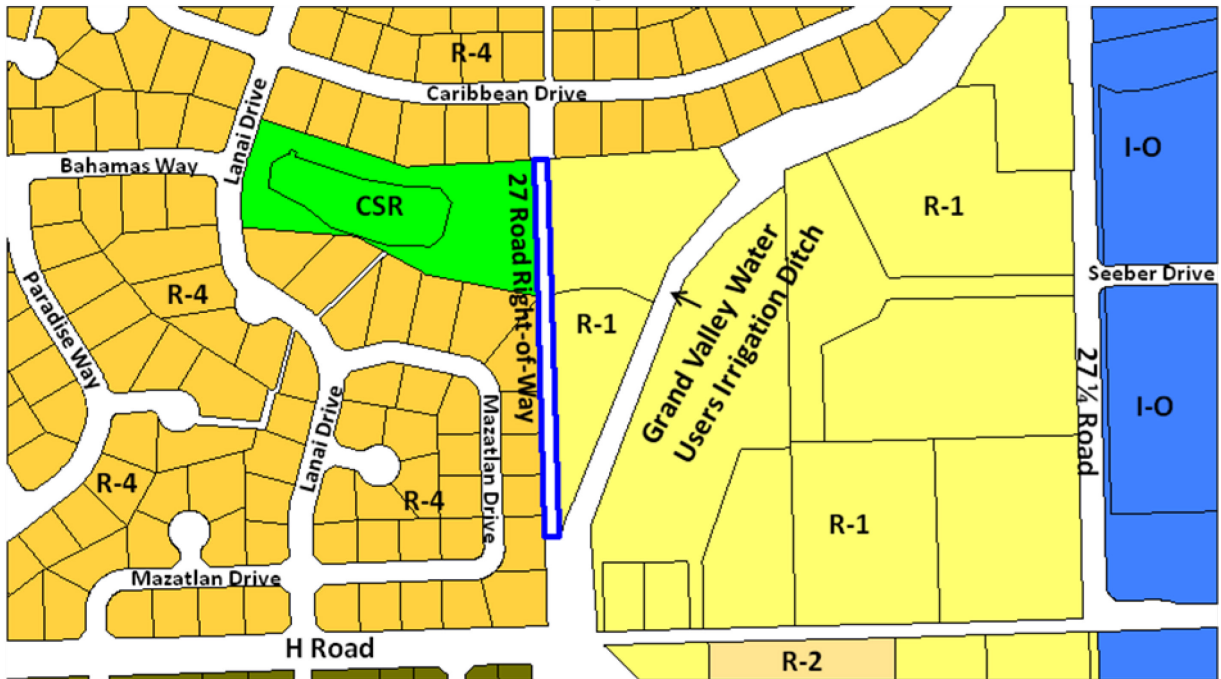 R-4
Caribbean Drive
Lanai Drive
Bahamas Way
I-O
CSR
R-1
27 Road Right-of-Way
Grand Valley Water
Users Irrigation Ditch
Seeber Drive
R-4
Paradise Way
R-1
27 ¼ Road
I-O
Lanai Drive
Mazatlan Drive
R-4
R-4
R-1
Mazatlan Drive
H Road
R-2